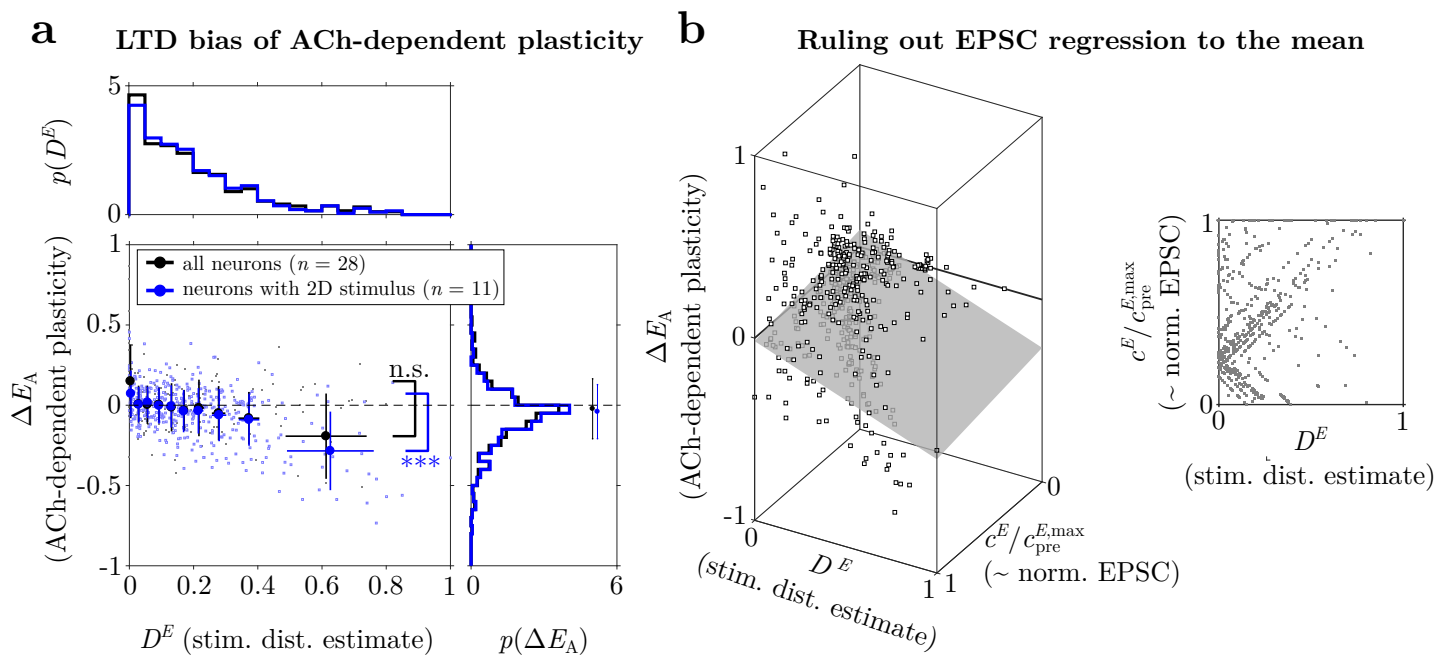 a
LTD bias of ACh-dependent plasticity
5
0
p(D^E)
1
0.5
0
-0.5
-1
ΔE_A
(ACh-dependent plasticity)
all neurons (n = 28)
neurons with 2D stimulus (n = 11)
n.s.
***
0 0.2 0.4 0.6 0.8 1
D^E (stim. dist. estimate)
0 6
p(ΔE_A)
b
Ruling out EPSC regression to the mean
1
0
-1
ΔE_A
(ACh-dependent plasticity)
0 1
D^E
(stim. dist. estimate)
0
1
c^E/c_pre^E,max
(~ norm. EPSC)
1
0
c^E/c_pre^E,max
(~ norm. EPSC)
0 1
D^E
(stim. dist. estimate)